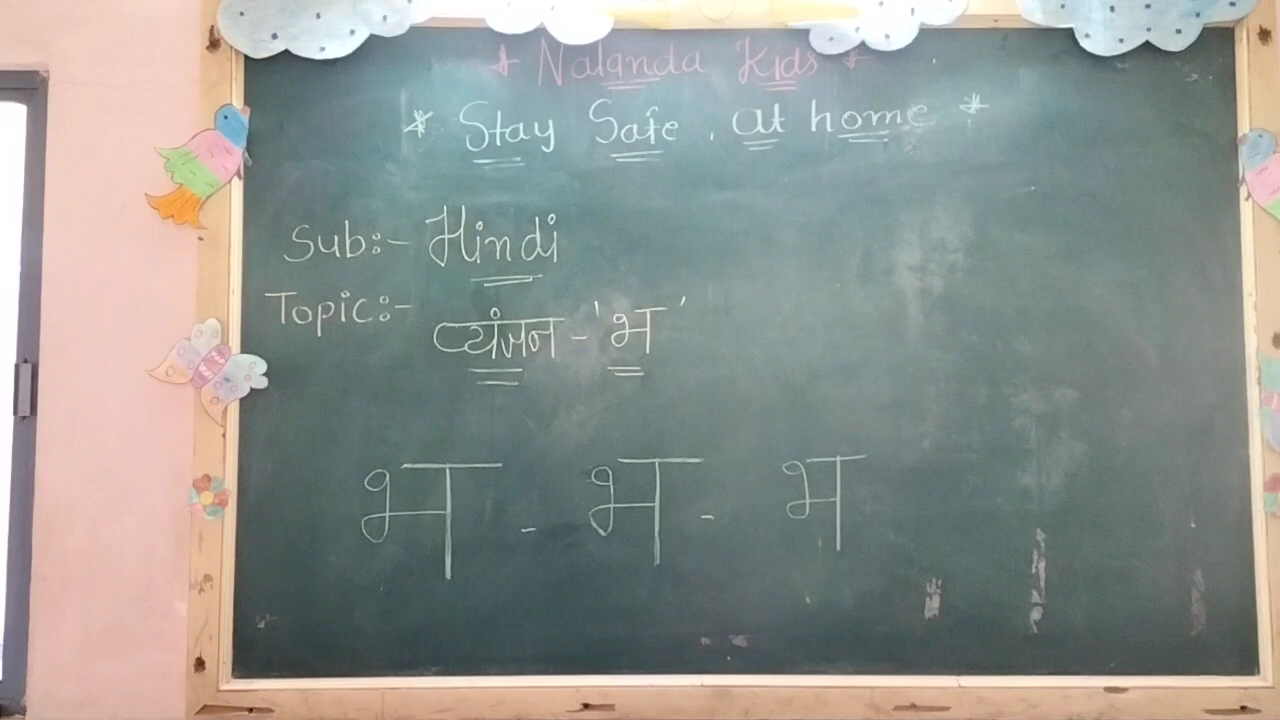 * Nalanda Kids *
* Stay Safe, at home *
Sub:- Hindi
Topic:- व्यंजन - 'भ'
भ - भ - भ